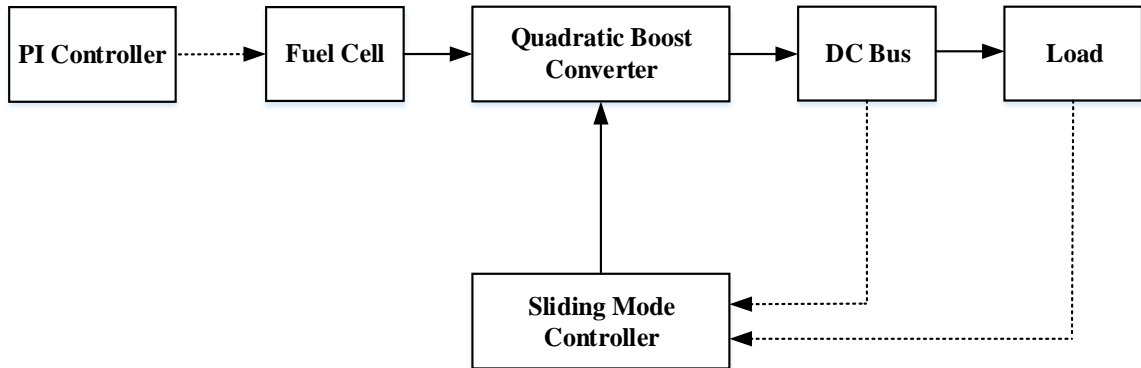 PI Controller
Fuel Cell
Quadratic Boost
Converter
DC Bus
Load
Sliding Mode
Controller